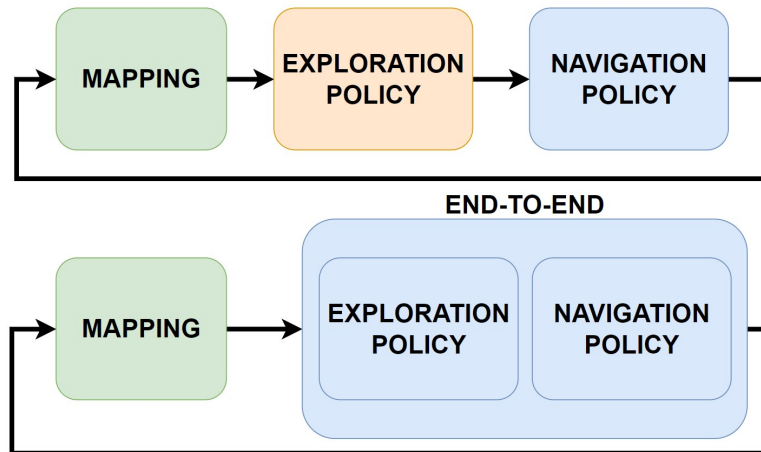 MAPPING
EXPLORATION
POLICY
NAVIGATION
POLICY
END-TO-END
MAPPING
EXPLORATION
POLICY
NAVIGATION
POLICY